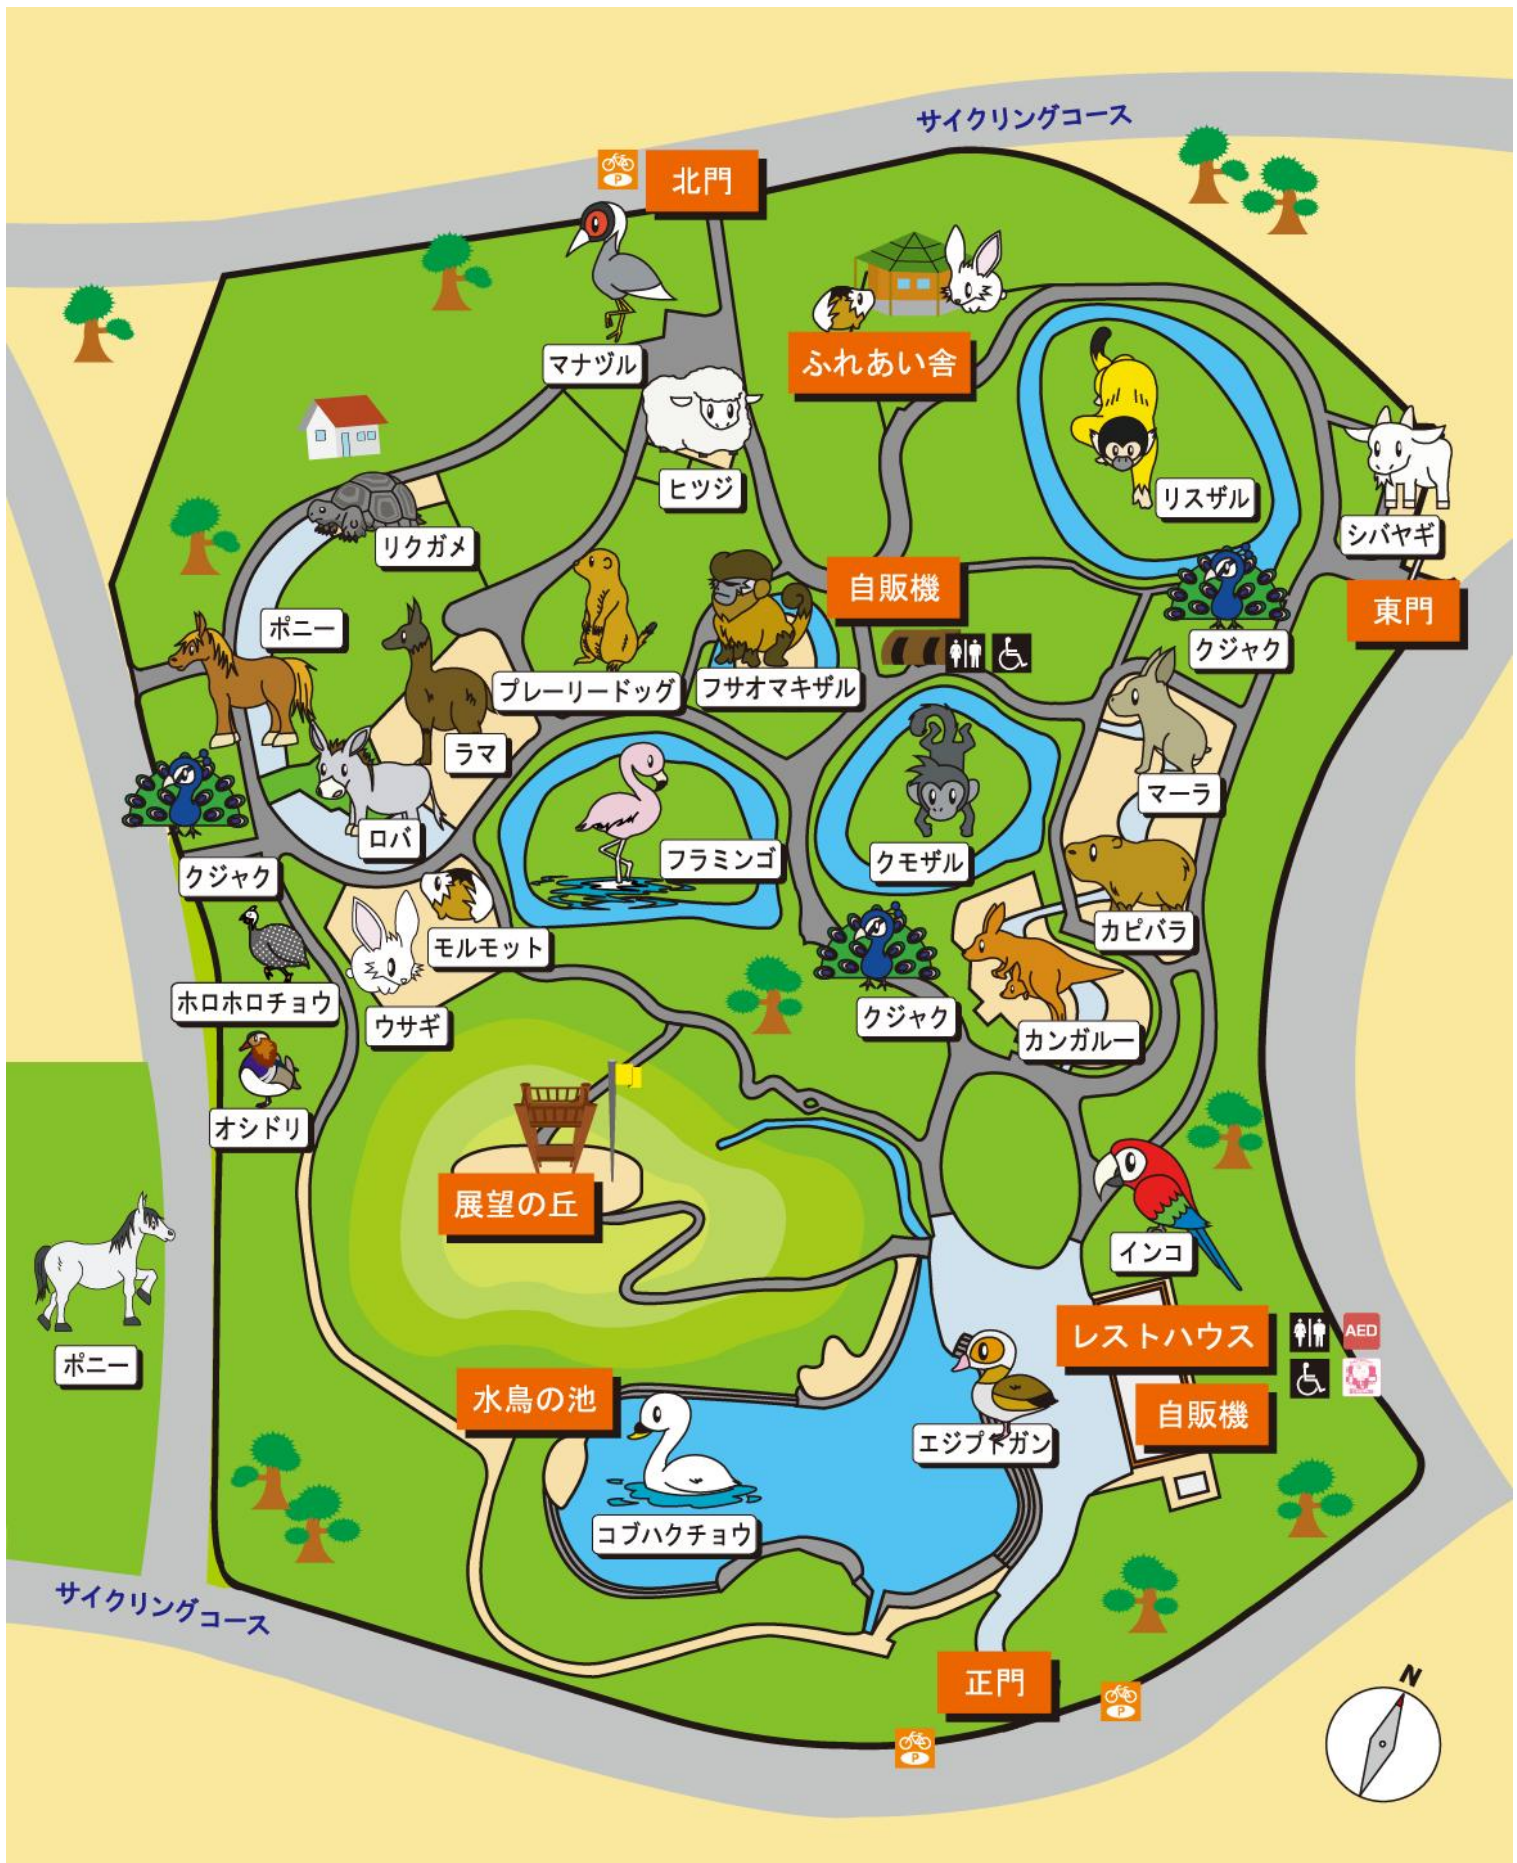 サイクリングコース
P
北門
マナヅル
ふれあい舎
ヒツジ
リスザル
シバヤギ
リクガメ
自販機
東門
ポニー
クジャク
プレーリードッグ
フサオマキザル
ラマ
マーラ
ロバ
フラミンゴ
クモザル
クジャク
カピバラ
モルモット
ホロホロチョウ
ウサギ
クジャク
カンガルー
オシドリ
展望の丘
インコ
レストハウス
AED
ポニー
水鳥の池
自販機
エジプトガン
コブハクチョウ
サイクリングコース
正門
P
P
N